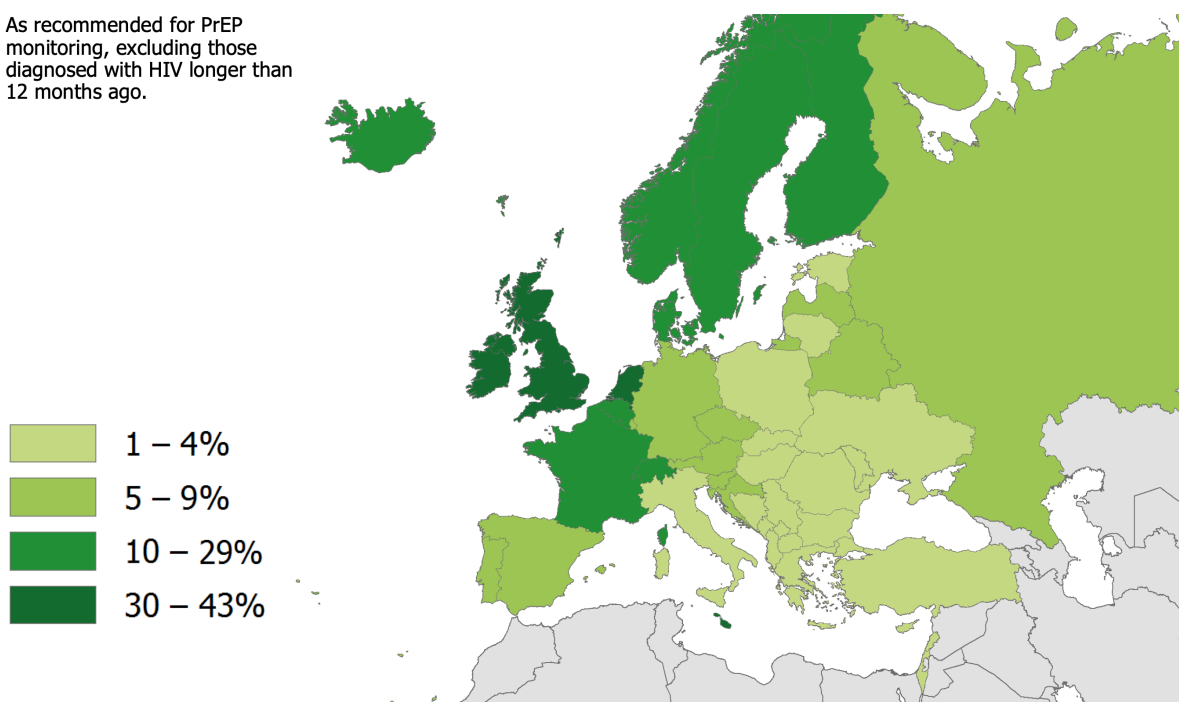 As recommended for PrEP
monitoring, excluding those
diagnosed with HIV longer than
12 months ago.
1 – 4%
5 – 9%
10 – 29%
30 – 43%